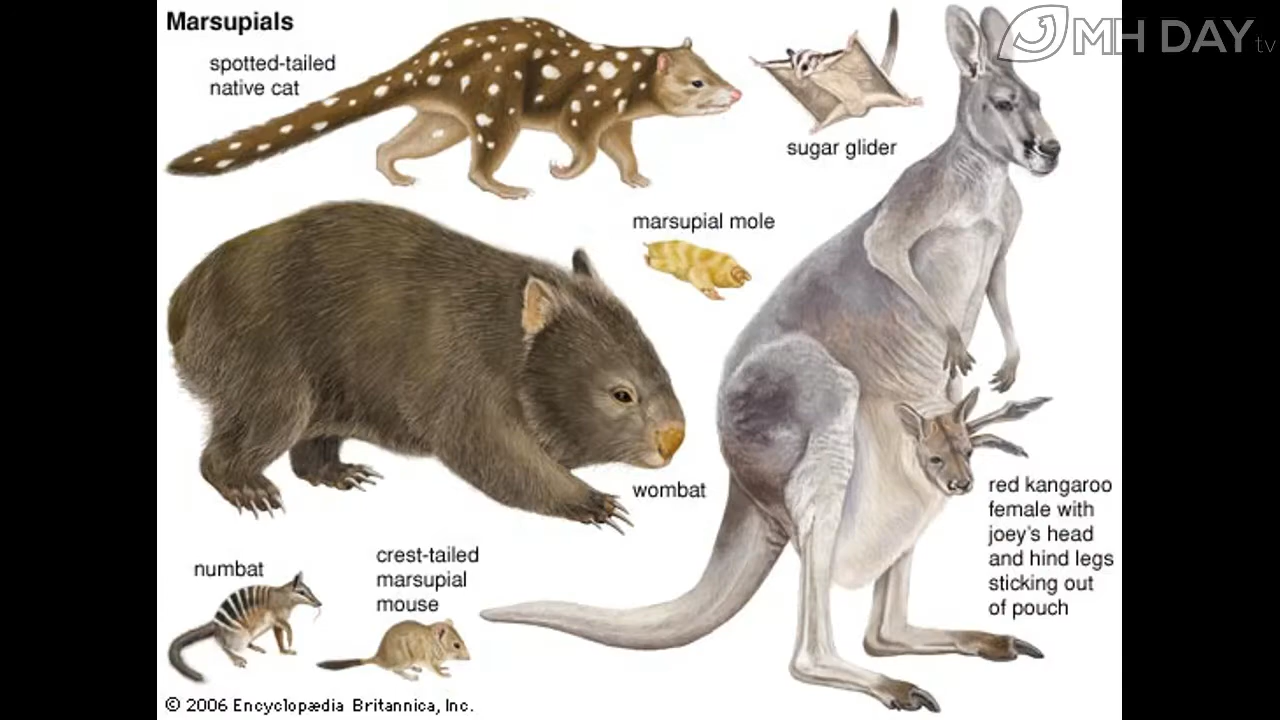 Marsupials
MH DAY tv
spotted-tailed
native cat
sugar glider
marsupial mole
wombat
red kangaroo
female with
joey's head
and hind legs
sticking out
of pouch
crest-tailed
marsupial
mouse
numbat
© 2006 Encyclopædia Britannica, Inc.